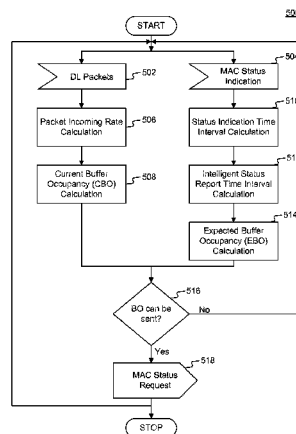 50
START
DL Packets
502
MAC Status
Indication
504
Packet Incoming Rate
Calculation
506
Status Indication Time
Interval Calculation
510
Current Buffer
Occupancy (CBO)
Calculation
508
Intelligent Status
Report Time Interval
Calculation
51
Expected Buffer
Occupancy (EBO)
Calculation
514
BO can be
sent?
516
No
Yes
MAC Status
Request
518
STOP